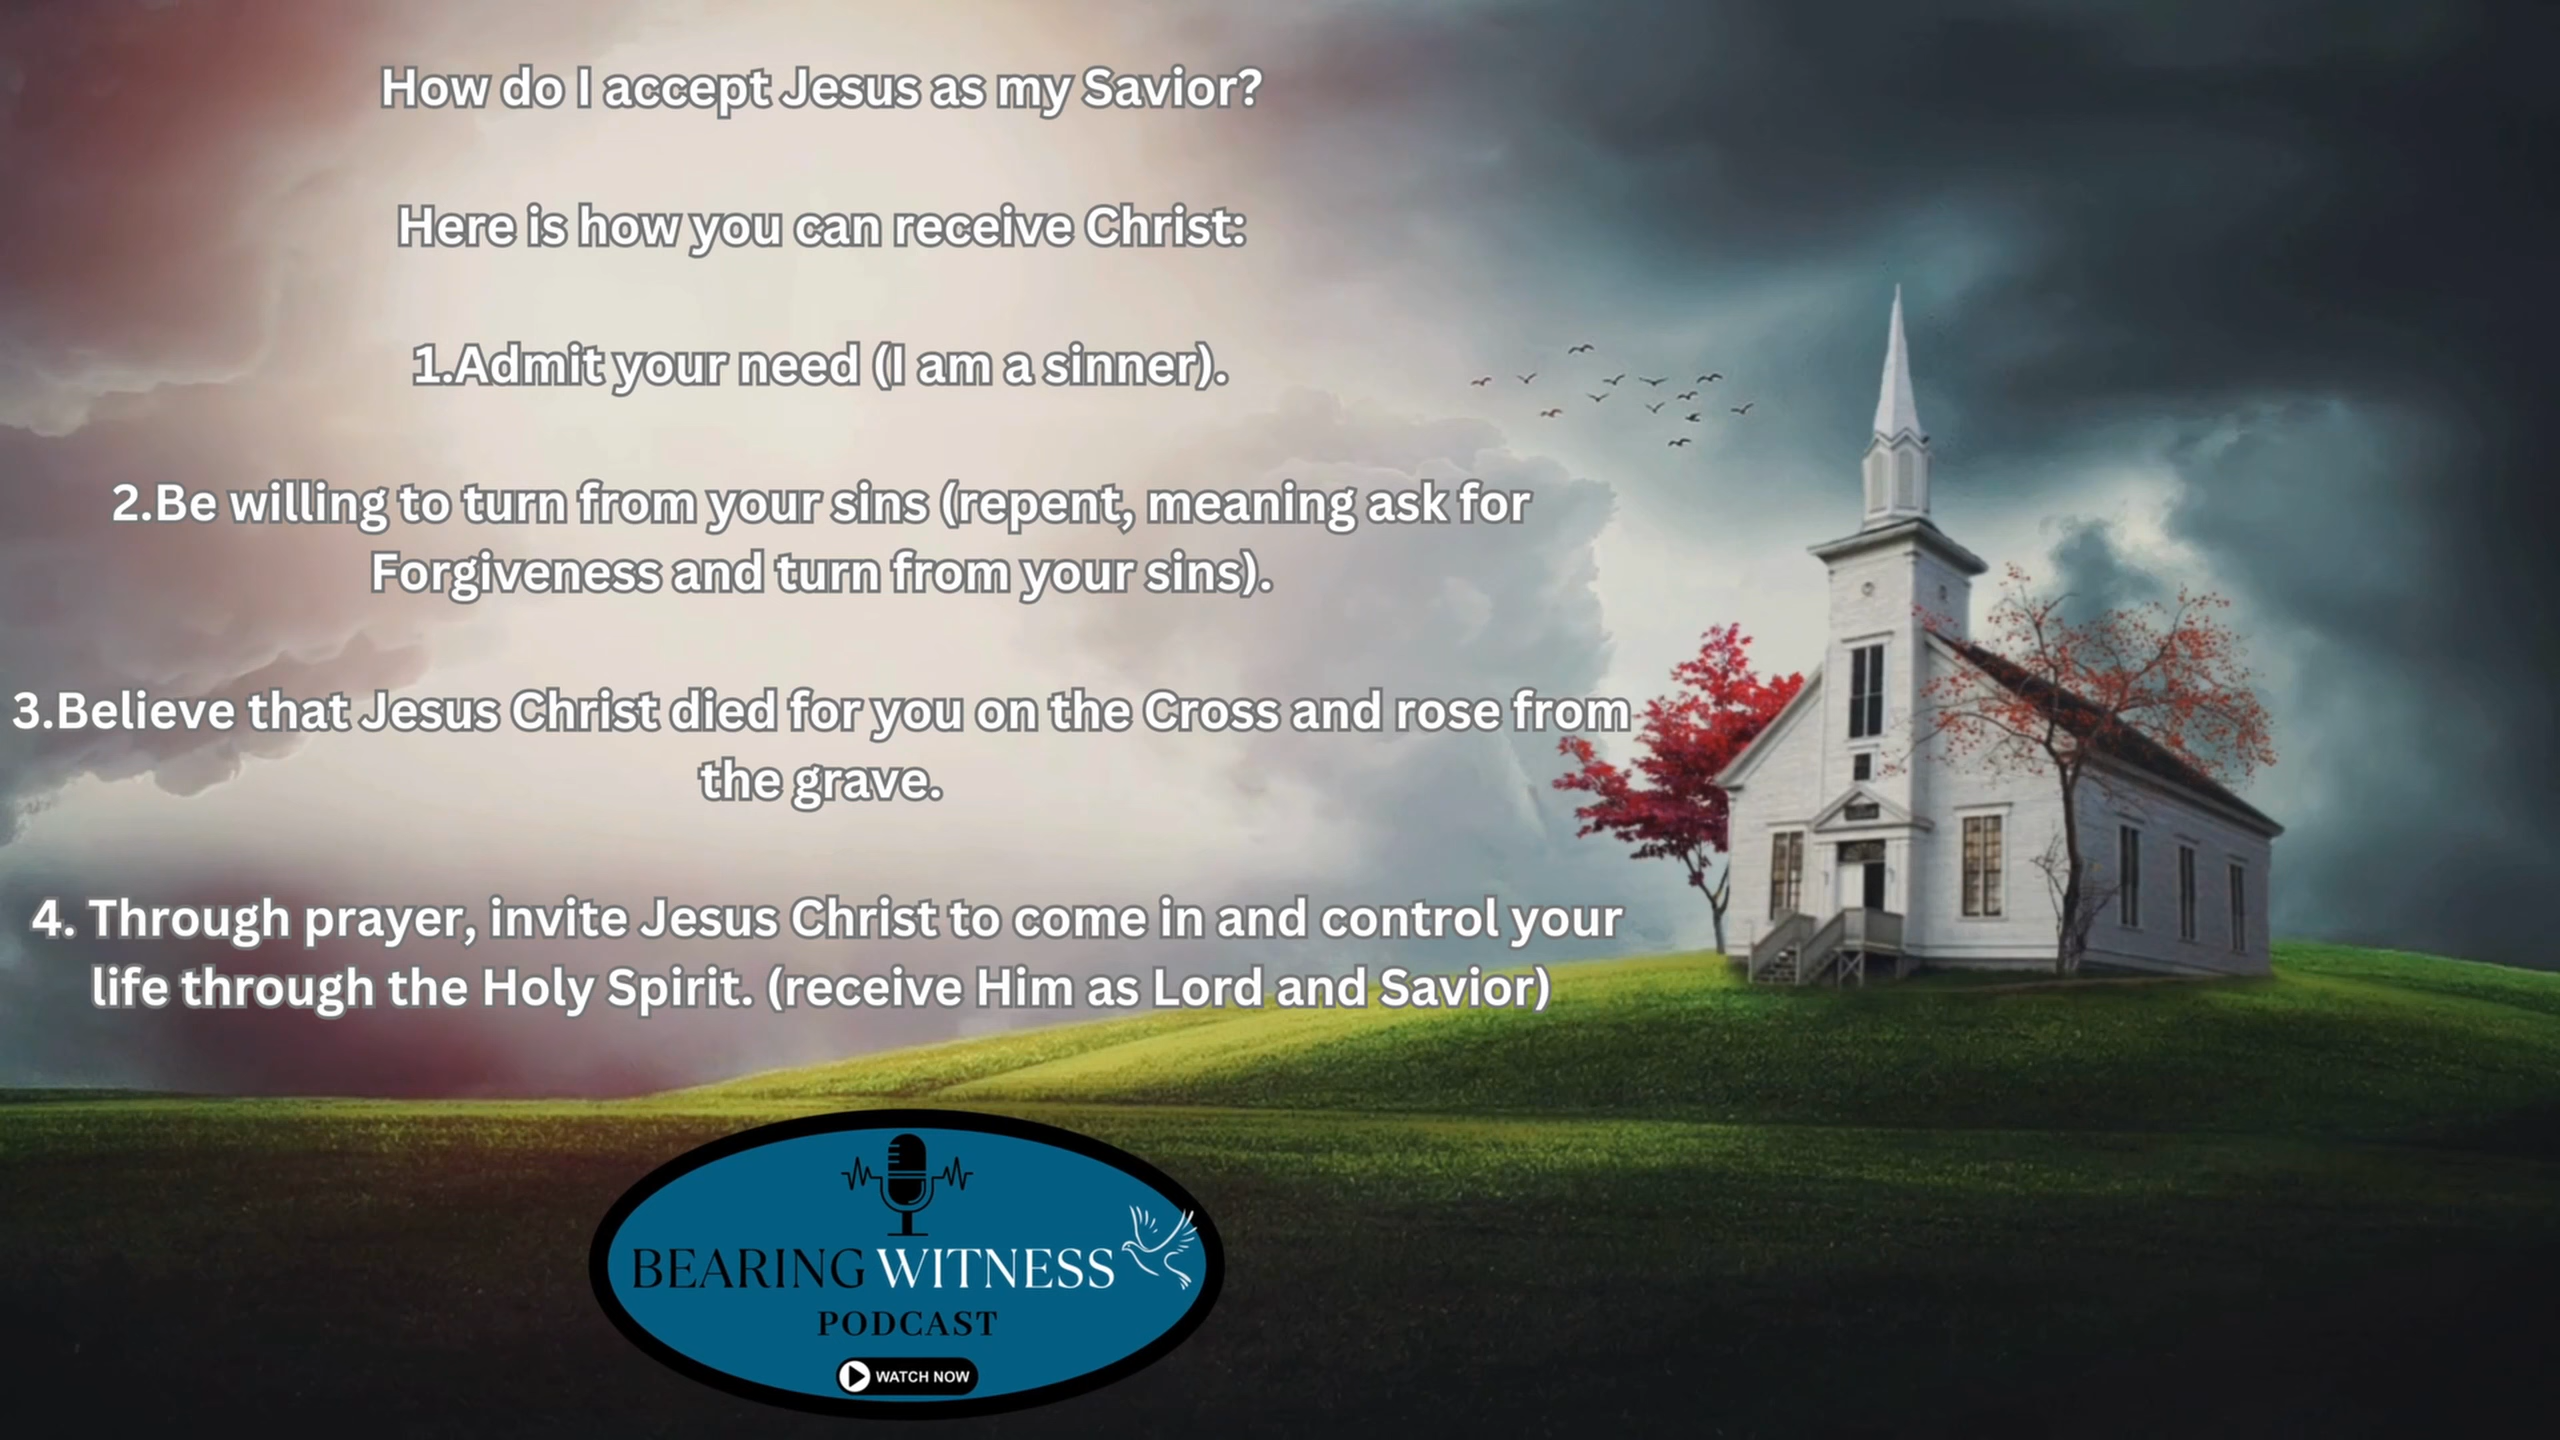 How do I accept Jesus as my Savior?
Here is how you can receive Christ:
1.Admit your need (I am a sinner).
2.Be willing to turn from your sins (repent, meaning ask for
Forgiveness and turn from your sins).
3.Believe that Jesus Christ died for you on the Cross and rose from
the grave.
4. Through prayer, invite Jesus Christ to come in and control your
life through the Holy Spirit. (receive Him as Lord and Savior)
BEARING WITNESS
PODCAST
WATCH NOW